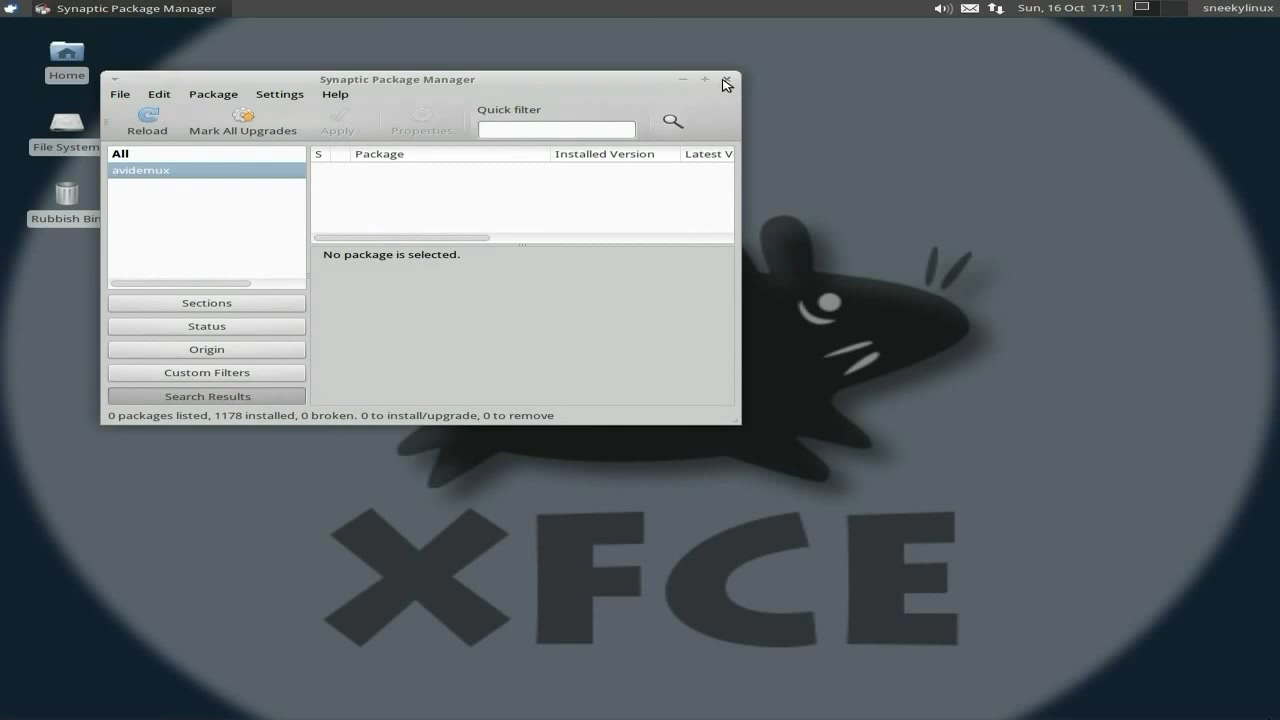 Synaptic Package Manager
Sun, 16 Oct 17:11
sneekylinux
Home
File System
Rubbish Bin
Synaptic Package Manager
File Edit Package Settings Help
Reload Mark All Upgrades Apply Properties
Quick filter
All
avidemux
S Package Installed Version Latest V
No package is selected.
Sections
Status
Origin
Custom Filters
Search Results
0 packages listed, 1178 installed, 0 broken. 0 to install/upgrade, 0 to remove
XFCE